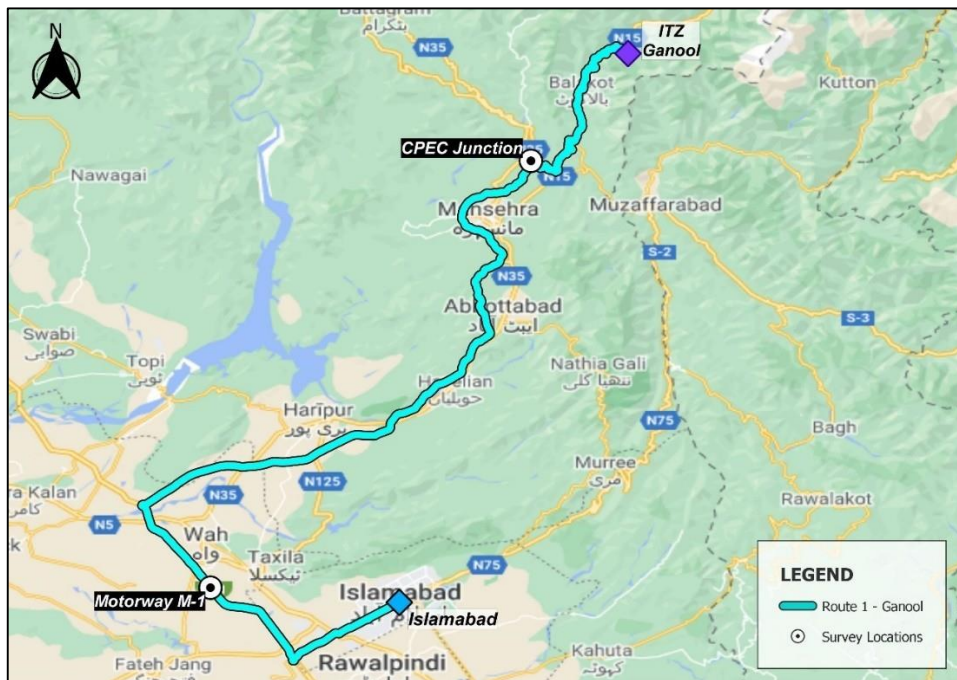 N
Battagram
بٹگرام
N35
N15
ITZ
Ganool
Kutton
بالاکوٹ
CPEC Junction
N15
Nawagai
Mansehra
مانسہرہ
Muzaffarabad
S-2
N35
Abbottabad
ایبٹ آباد
S-3
Swabi
صوابی
Topi
ٹوپی
Nathia Gali
نتھیا گلی
Havelian
حویلیاں
Haripur
ہری پور
N75
Bagh
Murree
مری
Rawalakot
Kalan
N35
N125
N5
Wah
واہ
Taxila
ٹیکسلا
N75
Islamabad
Motorway M-1
Islamabad
Rawalpindi
Fateh Jang
Kahuta
کہوٹہ
LEGEND
Route 1 - Ganool
Survey Locations